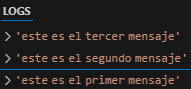 LOGS
> 'este es el tercer mensaje'
> 'este es el segundo mensaje'
> 'este es el primer mensaje'